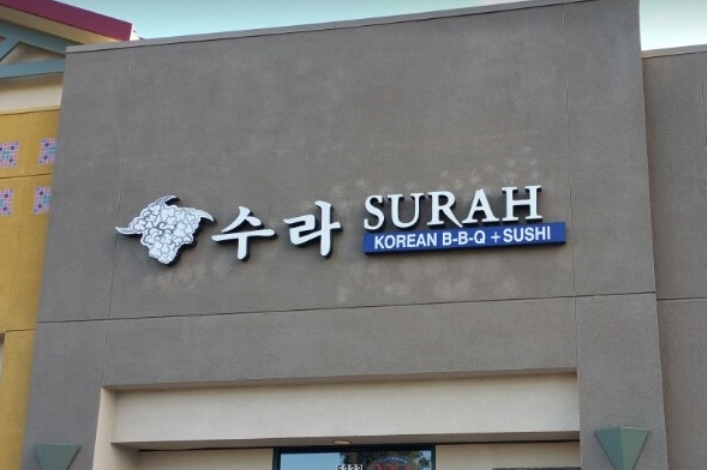 수라
SURAH
KOREAN B-B-Q + SUSHI